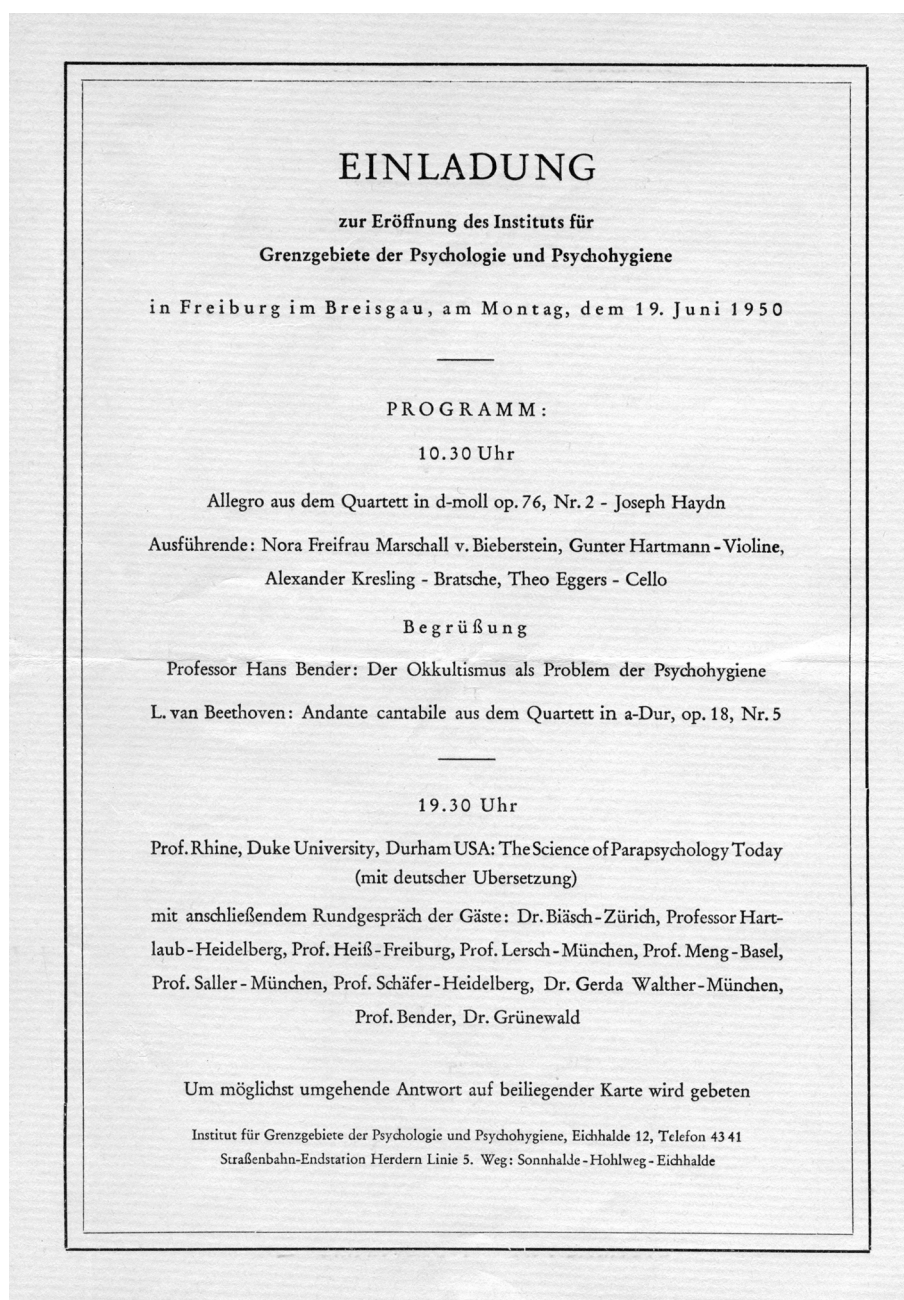 EINLADUNG
zur Eröffnung des Instituts für
Grenzgebiete der Psychologie und Psychohygiene
in Freiburg im Breisgau, am Montag, dem 19. Juni 1950
PROGRAMM:
10.30 Uhr
Allegro aus dem Quartett in d-moll op. 76, Nr. 2 - Joseph Haydn
Ausführende: Nora Freifrau Marschall v. Bieberstein, Gunter Hartmann - Violine,
Alexander Kresling - Bratsche, Theo Eggers - Cello
Begrüßung
Professor Hans Bender: Der Okkultismus als Problem der Psychohygiene
L. van Beethoven: Andante cantabile aus dem Quartett in a-Dur, op. 18, Nr. 5
19.30 Uhr
Prof. Rhine, Duke University, Durham USA: The Science of Parapsychology Today
(mit deutscher Ubersetzung)
mit anschließendem Rundgespräch der Gäste: Dr. Biäsch - Zürich, Professor Hart-
laub - Heidelberg, Prof. Heiß - Freiburg, Prof. Lersch - München, Prof. Meng - Basel,
Prof. Saller - München, Prof. Schäfer - Heidelberg, Dr. Gerda Walther - München,
Prof. Bender, Dr. Grünewald
Um möglichst umgehende Antwort auf beiliegender Karte wird gebeten
Institut für Grenzgebiete der Psychologie und Psychohygiene, Eichhalde 12, Telefon 43 41
Straßenbahn-Endstation Herdern Linie 5. Weg: Sonnhalde - Hohlweg - Eichhalde